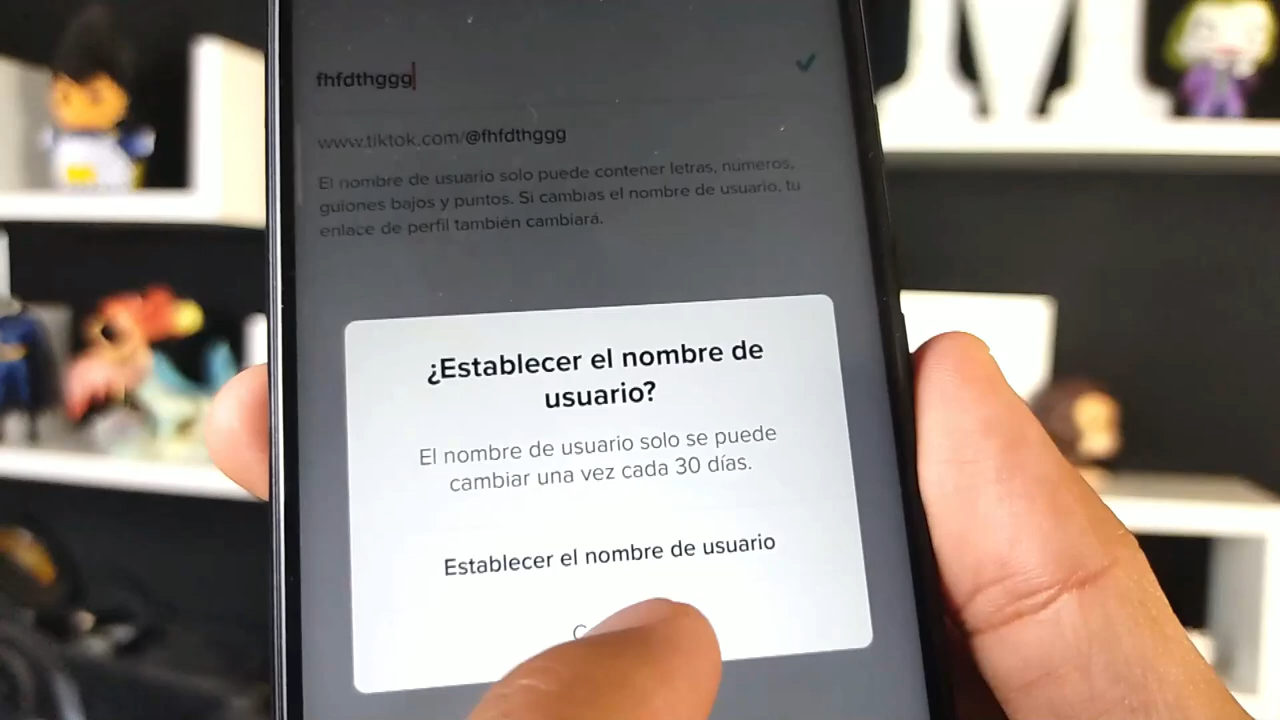 fhfdthggg
www.tiktok.com/@fhfdthggg
El nombre de usuario solo puede contener letras, números,
guiones bajos y puntos. Si cambias el nombre de usuario, tu
enlace de perfil también cambiará.
¿Establecer el nombre de
usuario?
El nombre de usuario solo se puede
cambiar una vez cada 30 días.
Establecer el nombre de usuario